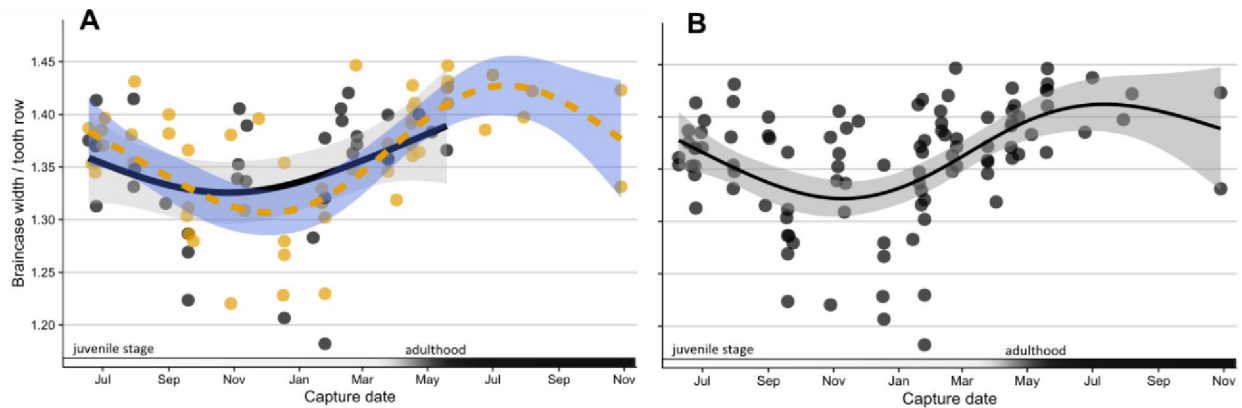 A
B
Braincase width / tooth row
1.45
1.40
1.35
1.30
1.25
1.20
juvenile stage
adulthood
juvenile stage
adulthood
Jul Sep Nov Jan Mar May Jul Sep Nov
Jul Sep Nov Jan Mar May Jul Sep Nov
Capture date
Capture date